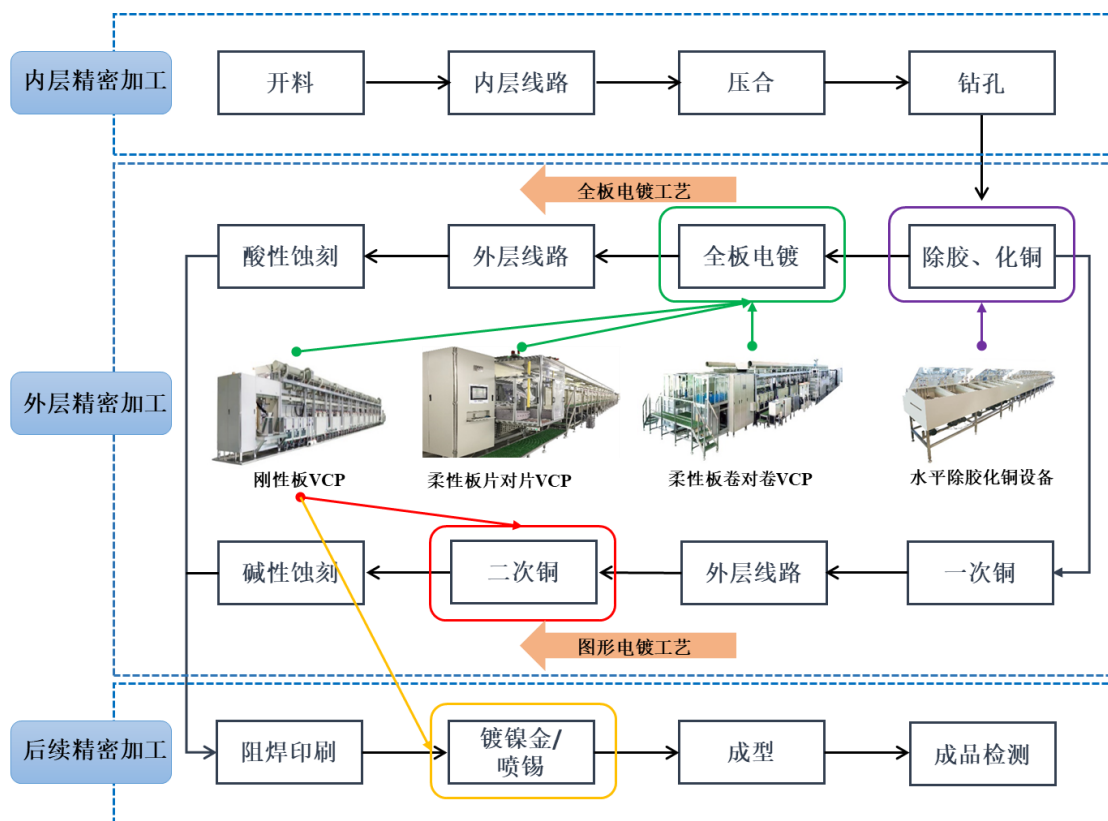 内层精密加工
开料
内层线路
压合
钻孔
全板电镀工艺
外层精密加工
酸性蚀刻
外层线路
全板电镀
除胶、化铜
刚性板VCP
柔性板片对片VCP
柔性板卷对卷VCP
水平除胶化铜设备
碱性蚀刻
二次铜
外层线路
一次铜
图形电镀工艺
后续精密加工
阻焊印刷
镀镍金/
喷锡
成型
成品检测